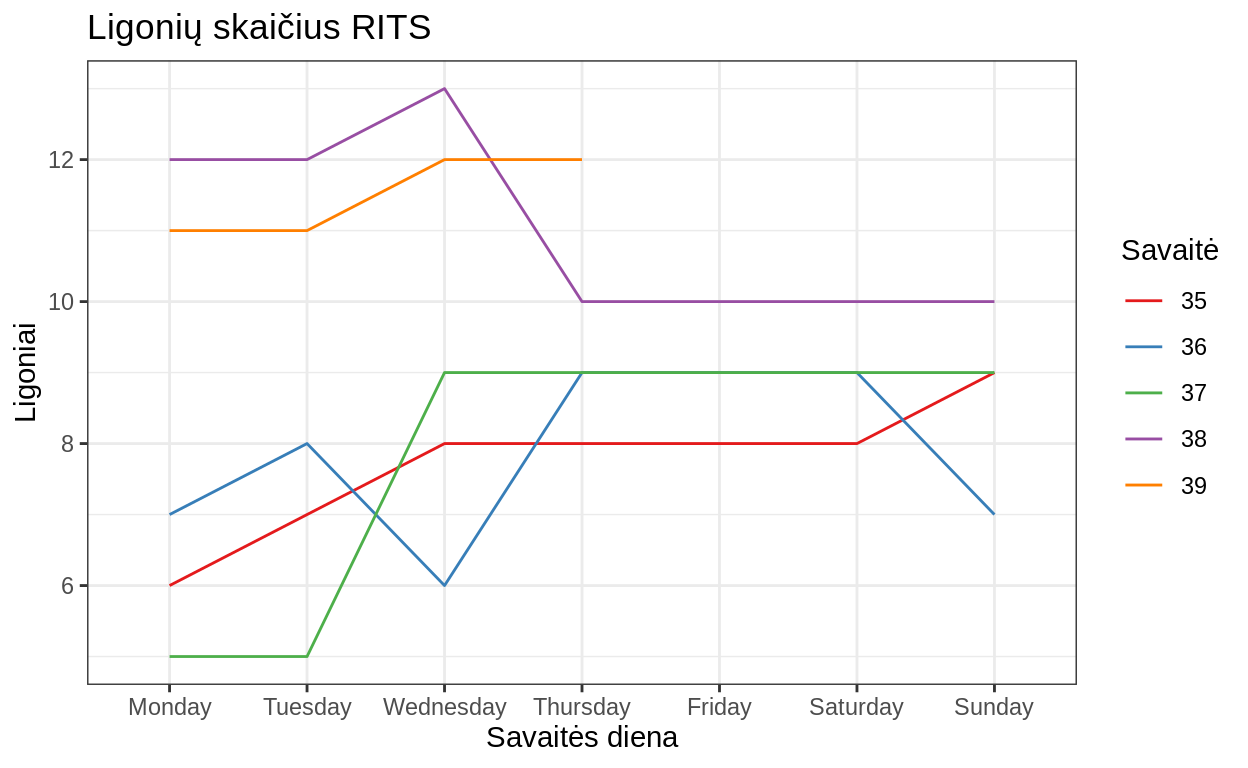 Ligonių skaičius RITS
12
10
8
6
Ligoniai
Monday Tuesday Wednesday Thursday Friday Saturday Sunday
Savaitės diena
Savaitė
35
36
37
38
39